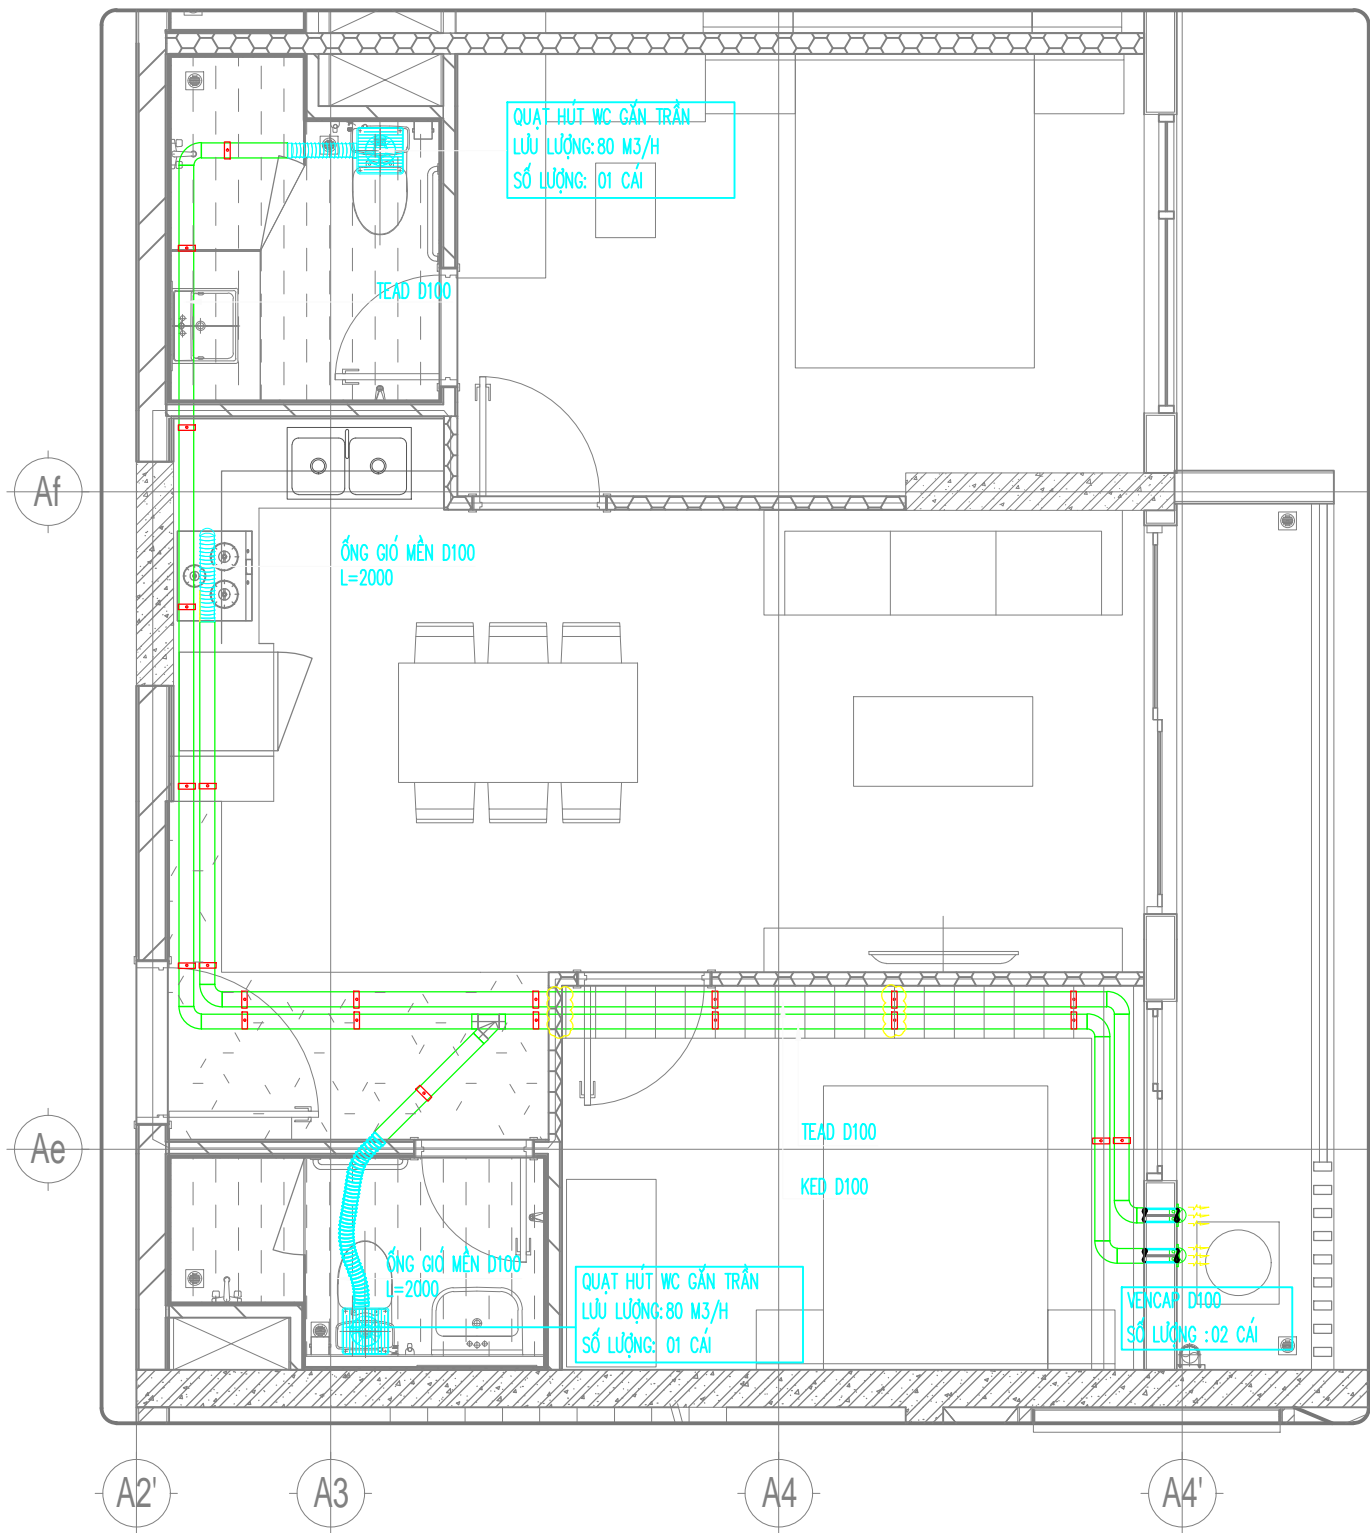 QUẠT HÚT WC GẮN TRẦN
LƯU LƯỢNG: 80 M3/H
SỐ LƯỢNG: 01 CÁI
TEAD D100
Af
ỐNG GIÓ MỀN D100
L=2000
TEAD D100
Ae
KED D100
ỐNG GIÓ MỀN D100
L=2000
QUẠT HÚT WC GẮN TRẦN
LƯU LƯỢNG: 80 M3/H
SỐ LƯỢNG: 01 CÁI
VENCAP D100
SỐ LƯỢNG :02 CÁI
A2'
A3
A4
A4'